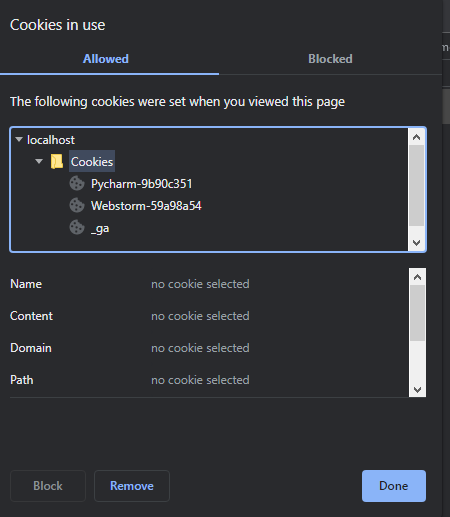 Cookies in use
Allowed Blocked
The following cookies were set when you viewed this page
localhost
Cookies
Pycharm-9b90c351
Webstorm-59a98a54
_ga
Name no cookie selected
Content no cookie selected
Domain no cookie selected
Path no cookie selected
Block Remove Done